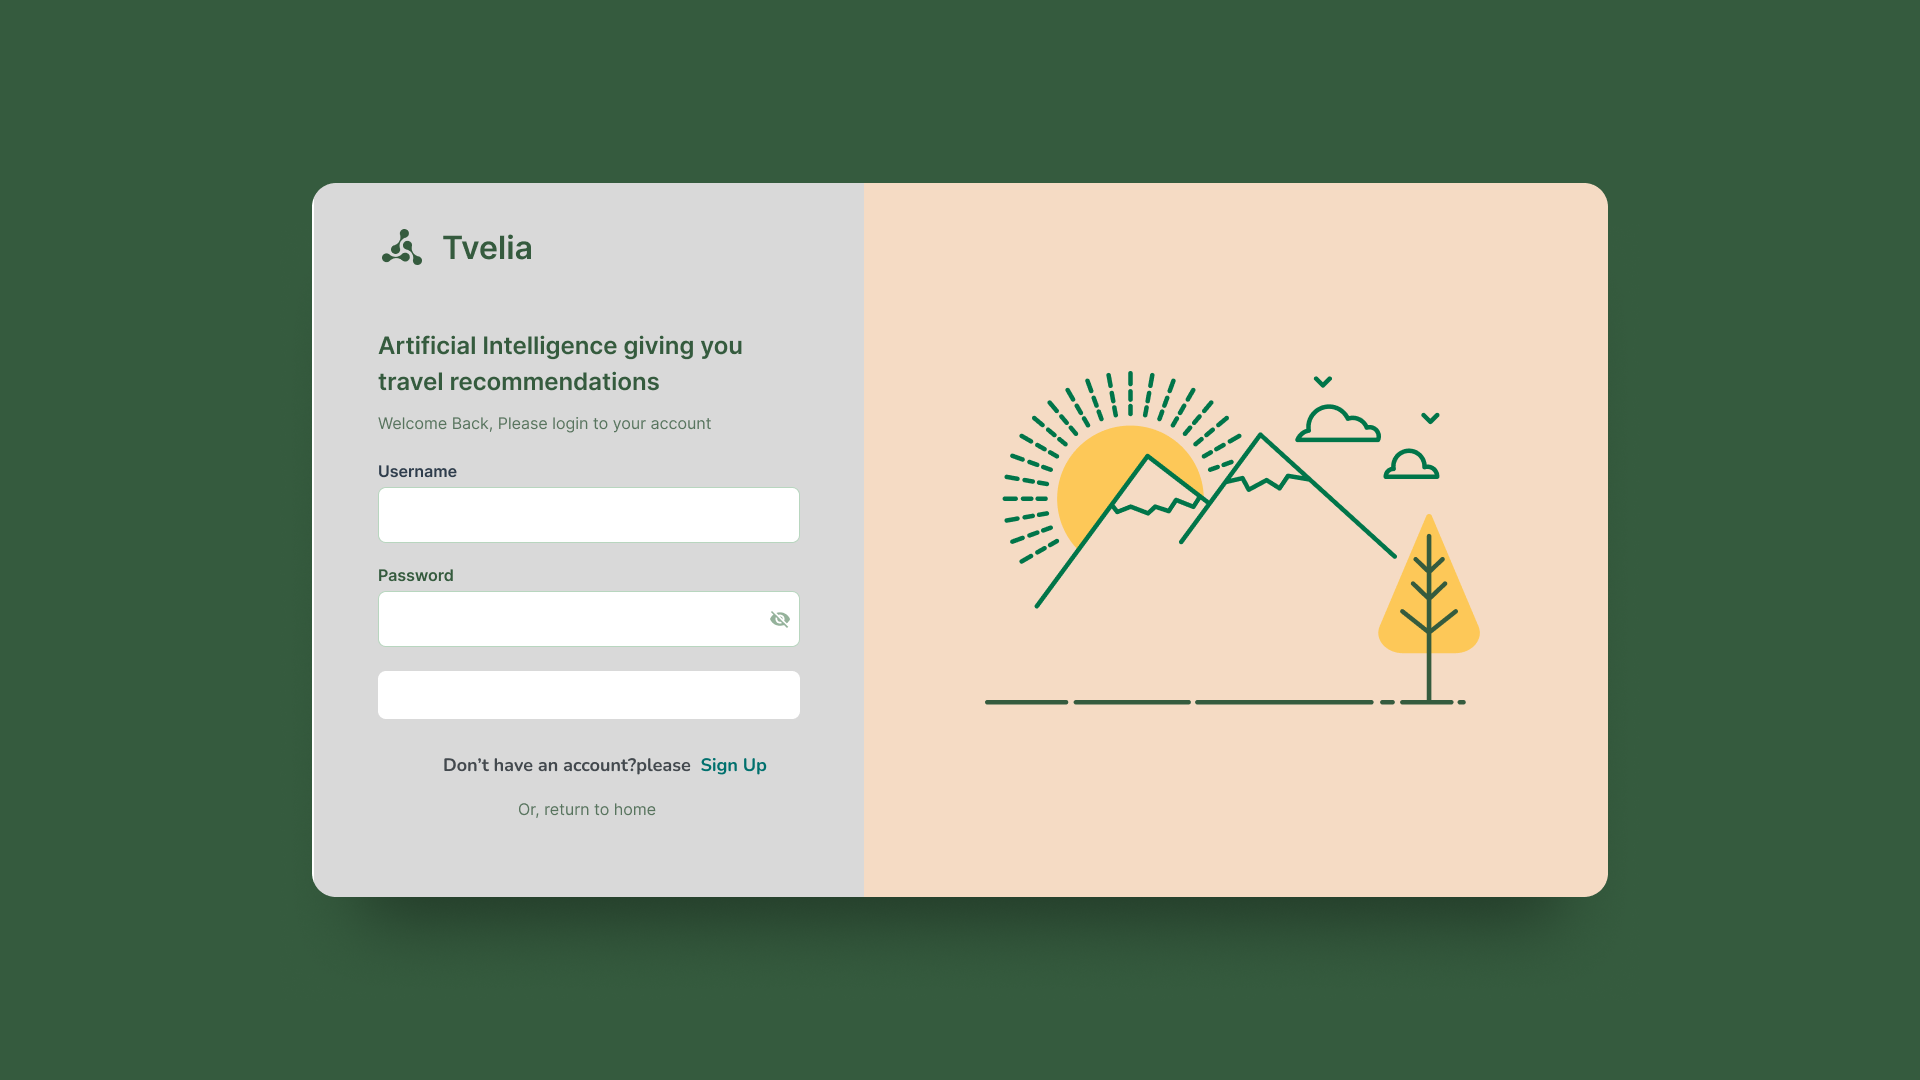 Tvelia
Artificial Intelligence giving you
travel recommendations
Welcome Back, Please login to your account
Username
Password
Don’t have an account?please Sign Up
Or, return to home